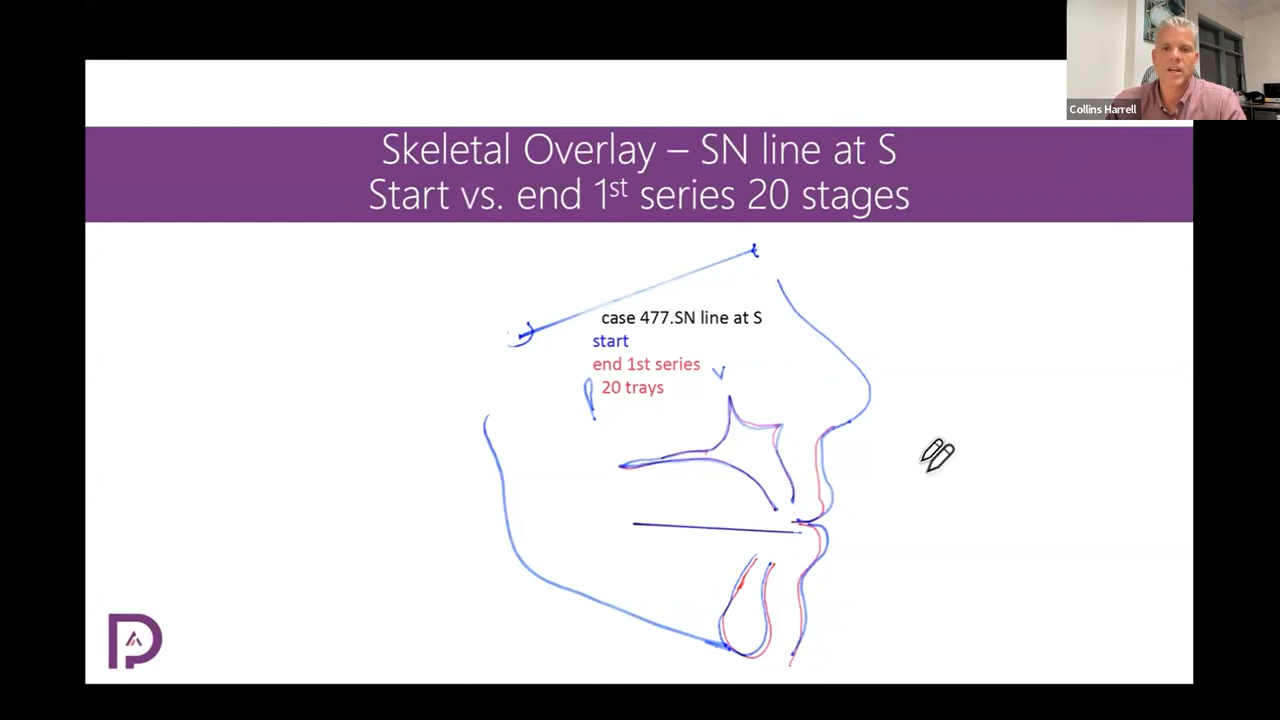 Collins Harrell
Skeletal Overlay – SN line at S
Start vs. end 1st series 20 stages
case 477.SN line at S
start
end 1st series
20 trays